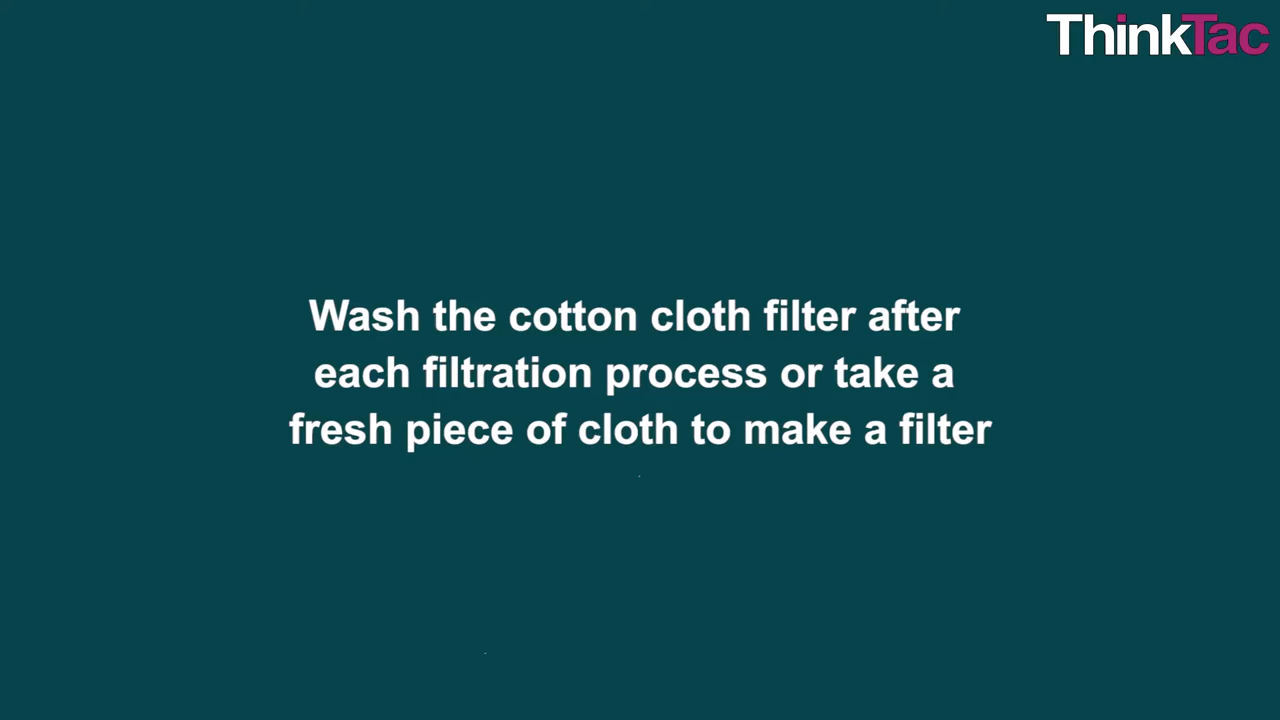 ThinkTac
Wash the cotton cloth filter after
each filtration process or take a
fresh piece of cloth to make a filter